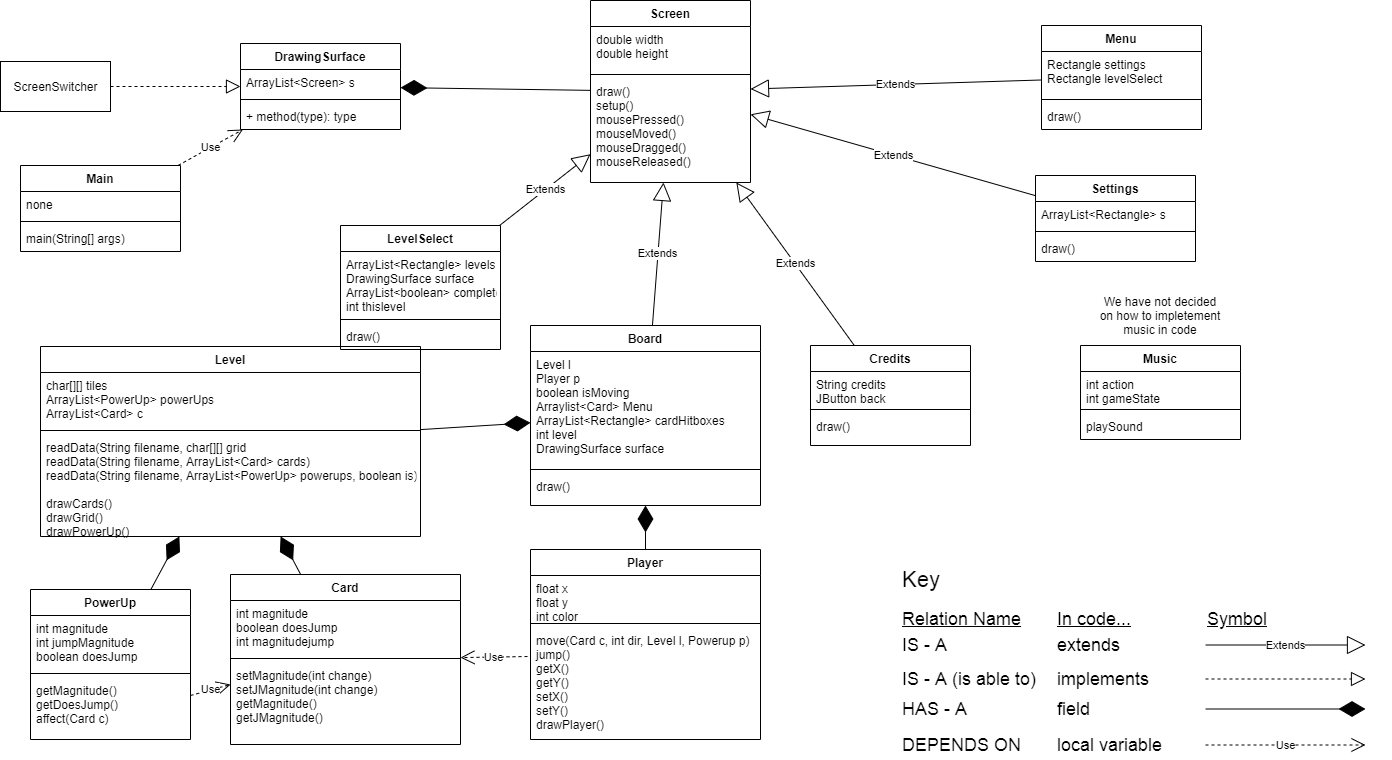 Screen
double width
double height
draw()
setup()
mousePressed()
mouseMoved()
mouseDragged()
mouseReleased()
DrawingSurface
ArrayList<Screen> s
+ method(type): type
ScreenSwitcher
Use
Main
none
main(String[] args)
Menu
Rectangle settings
Rectangle levelSelect
draw()
Extends
Extends
Settings
ArrayList<Rectangle> s
draw()
Extends
LevelSelect
ArrayList<Rectangle> levels
DrawingSurface surface
ArrayList<boolean> complet
int thislevel
draw()
Extends
Extends
We have not decided
on how to impletement
music in code
Music
int action
int gameState
playSound
Board
Level l
Player p
boolean isMoving
Arraylist<Card> Menu
ArrayList<Rectangle> cardHitboxes
int level
DrawingSurface surface
draw()
Credits
String credits
JButton back
draw()
Level
char[][] tiles
ArrayList<PowerUp> powerUps
ArrayList<Card> c
readData(String filename, char[][] grid
readData(String filename, ArrayList<Card> cards)
readData(String filename, ArrayList<PowerUp> powerups, boolean is)
drawCards()
drawGrid()
drawPowerUp()
PowerUp
int magnitude
int jumpMagnitude
boolean doesJump
getMagnitude()
getDoesJump()
affect(Card c)
Use
Card
int magnitude
boolean doesJump
int magnitudejump
setMagnitude(int change)
setJMagnitude(int change)
getMagnitude()
getJMagnitude()
Use
Player
float x
float y
int color
move(Card c, int dir, Level l, Powerup p)
jump()
getX()
getY()
setX()
setY()
drawPlayer()
Key
Relation Name In code... Symbol
IS - A extends Extends
IS - A (is able to) implements
HAS - A field
DEPENDS ON local variable Use